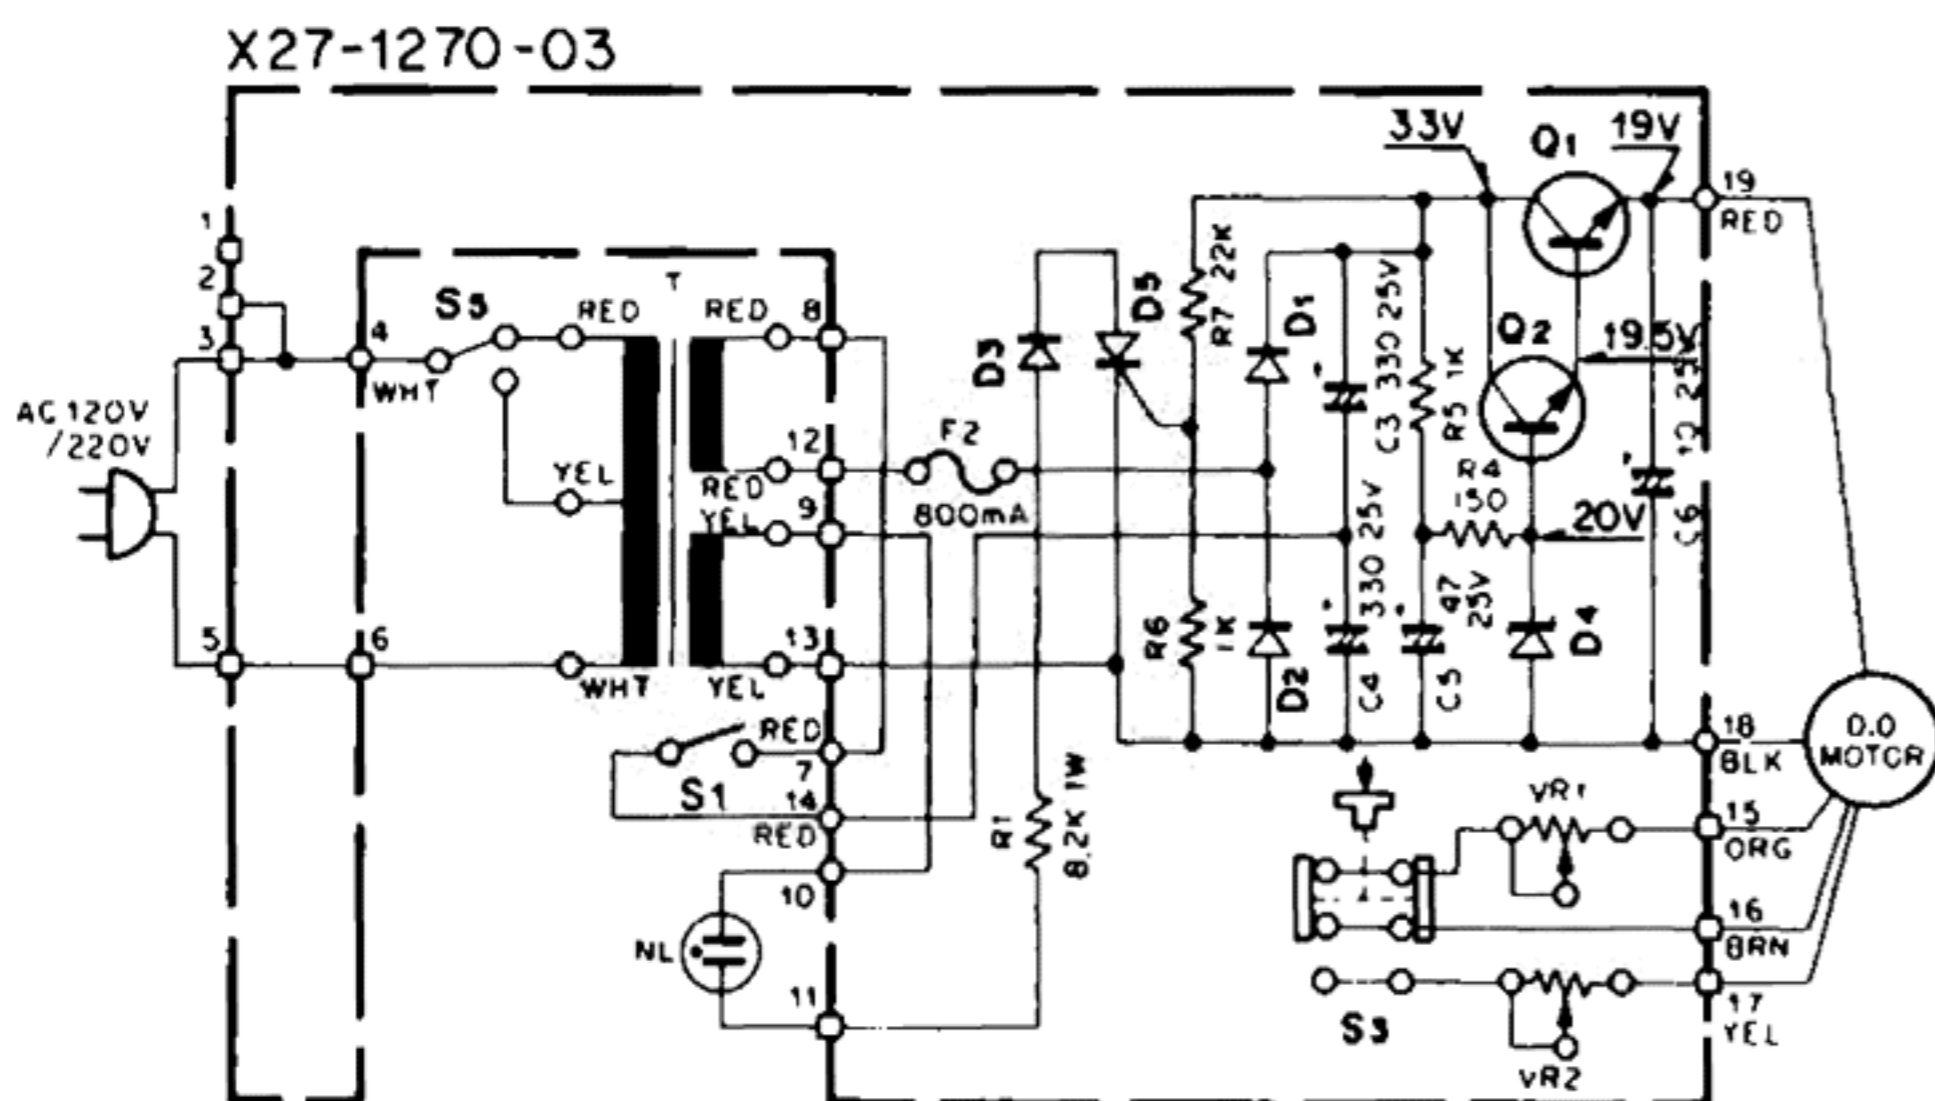 X27-1270-03
33V
Q1
19V
1
2
3
4
5
6
AC 120V
/220V
WHT
S5
RED
YEL
WHT
T
RED
8
12
RED
9
YEL
13
YEL
RED
7
S1
14
RED
10
NL
11
F2
800mA
D3
D5
R7 22K
D1
C3 330 25V
R5 1K
Q2
19.5V
R4
150
20V
C6 10 25V
R6 1K
D2
C4 330 25V
C5 47
25V
D4
R1
8.2K 1W
19
RED
18
BLK
D.D
MOTOR
VR1
15
ORG
16
BRN
17
YEL
S3
VR2